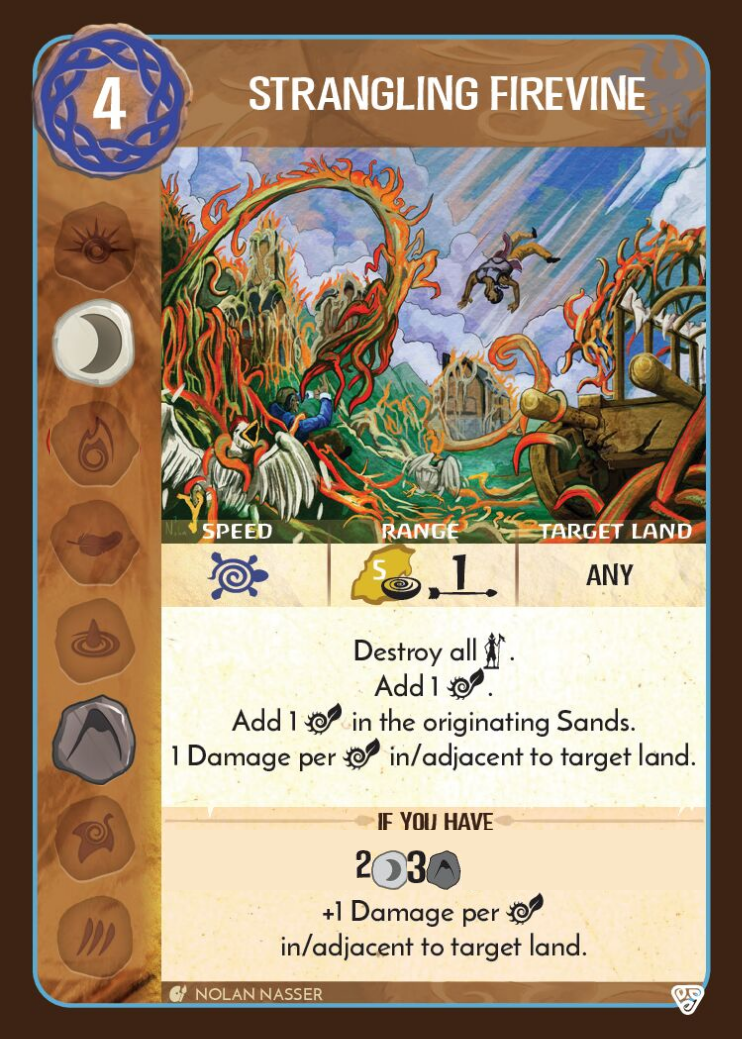 4
STRANGLING FIREVINE
SPEED RANGE TARGET LAND
S 1 ANY
Destroy all .
Add 1 .
Add 1 in the originating Sands.
1 Damage per in/adjacent to target land.
IF YOU HAVE
2 3
+1 Damage per
in/adjacent to target land.
NOLAN NASSER